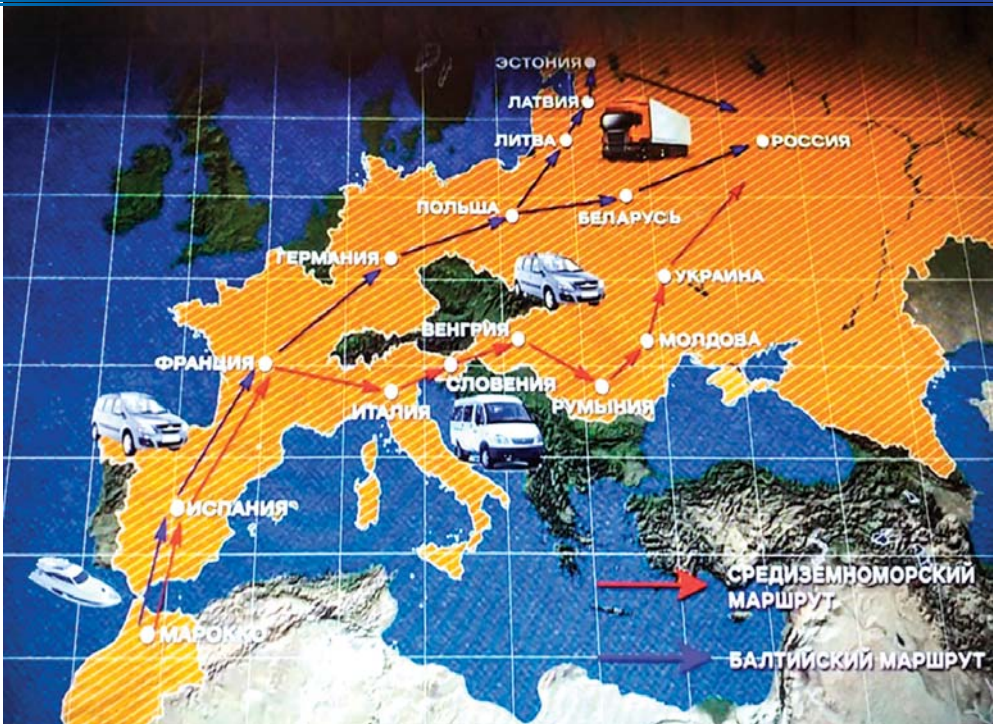 ЭСТОНИЯ
ЛАТВИЯ
ЛИТВА
РОССИЯ
ПОЛЬША
БЕЛАРУСЬ
ГЕРМАНИЯ
УКРАИНА
ВЕНГРИЯ
МОЛДОВА
ФРАНЦИЯ
СЛОВЕНИЯ
ИТАЛИЯ
РУМЫНИЯ
ИСПАНИЯ
СРЕДИЗЕМНОМОРСКИЙ
МАРШРУТ
МАРОККО
БАЛТИЙСКИЙ МАРШРУТ